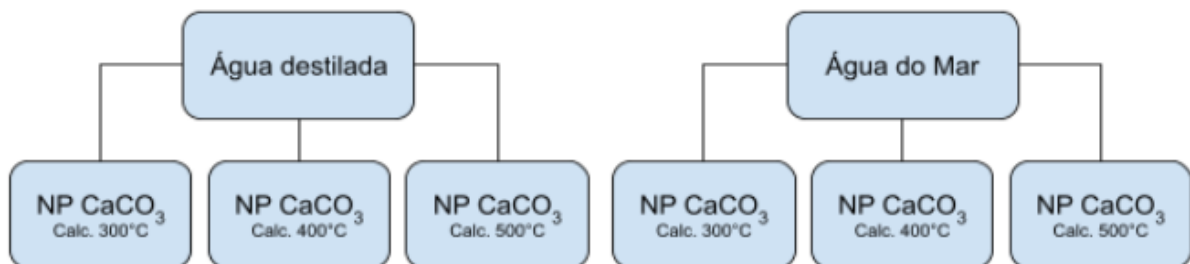 Água destilada
Água do Mar
NP CaCO₃
Calc. 300°C
NP CaCO₃
Calc. 400°C
NP CaCO₃
Calc. 500°C
NP CaCO₃
Calc. 300°C
NP CaCO₃
Calc. 400°C
NP CaCO₃
Calc. 500°C